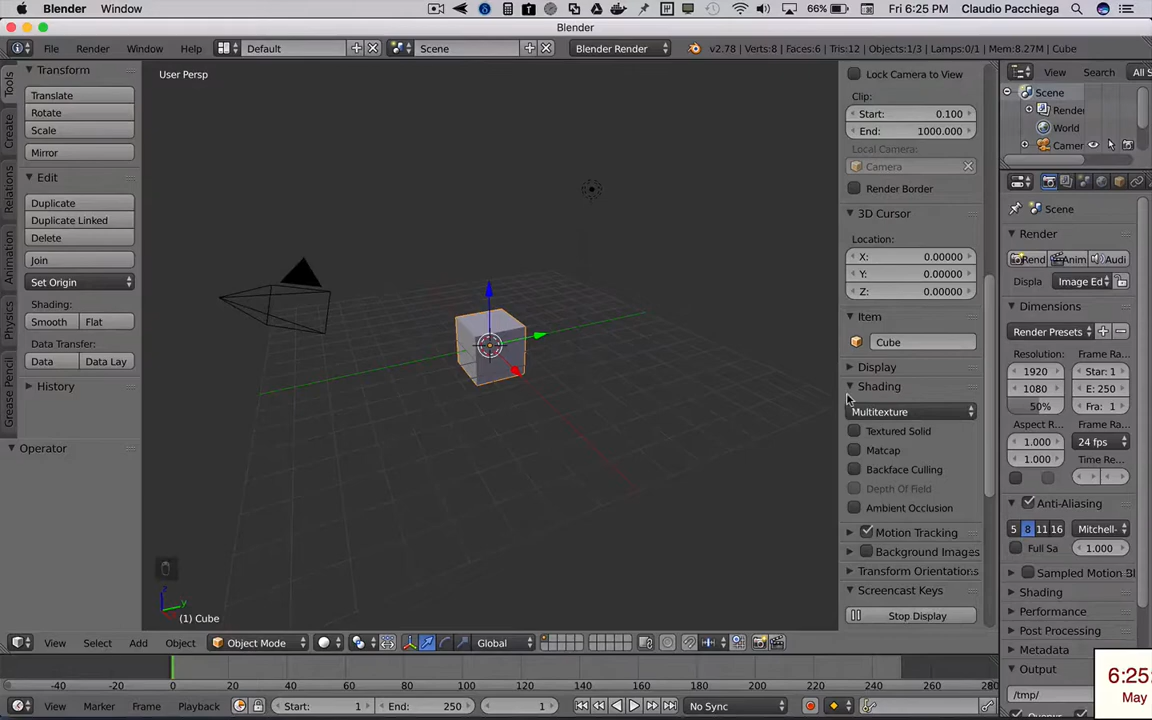 Blender Window 66% Fri 6:25 PM Claudio Pacchiega
Blender
File Render Window Help Default Scene Blender Render v2.78 | Verts:8 | Faces:6 | Tris:12 | Objects:1/3 | Lamps:0/1 | Mem:8.27M | Cube
Tools
Create
Relations
Animation
Physics
Grease Pencil
Transform
Translate
Rotate
Scale
Mirror
Edit
Duplicate
Duplicate Linked
Delete
Join
Set Origin
Shading:
Smooth Flat
Data Transfer:
Data Data Lay
History
Operator
User Persp
(1) Cube
Lock Camera to View
Clip:
Start: 0.100
End: 1000.000
Local Camera:
Camera
Render Border
3D Cursor
Location:
X: 0.00000
Y: 0.00000
Z: 0.00000
Item
Cube
Display
Shading
Multitexture
Textured Solid
Matcap
Backface Culling
Depth Of Field
Ambient Occlusion
Motion Tracking
Background Images
Transform Orientations
Screencast Keys
Stop Display
View Search All S
Scene
Rende
World
Camer
Scene
Render
Rend Anim Audi
Displa Image Ed
Dimensions
Render Presets
Resolution: Frame Ra
1920 Star: 1
1080 E: 250
50% Fra: 1
Aspect R... Frame Ra...
1.000 24 fps
1.000 Time Re...
Anti-Aliasing
5 8 11 16 Mitchell-
Full Sa 1.000
Sampled Motion Bl
Shading
Performance
Post Processing
Metadata
Output
/tmp/
6:25:
May
View Select Add Object Object Mode Global
-40 -20 0 20 40 60 80 100 120 140 160 180 200 220 240 260 280
View Marker Frame Playback Start: 1 End: 250 1 No Sync